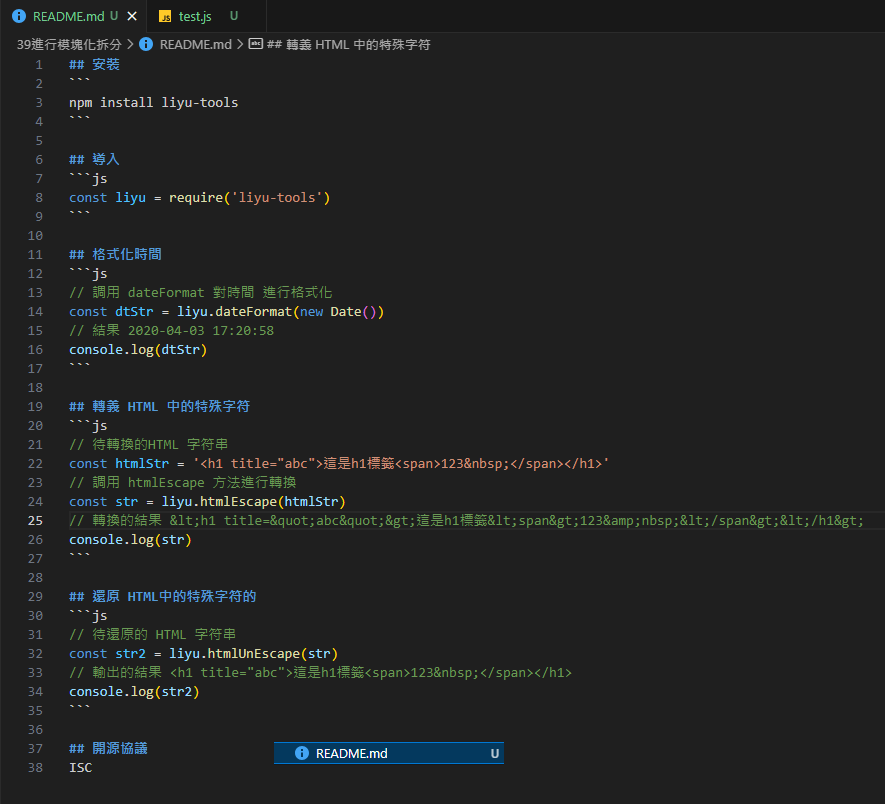 README.md U
JS test.js U
39進行模塊化拆分 > README.md > abc ## 轉義 HTML 中的特殊字符
1 ## 安裝
2 ```
3 npm install liyu-tools
4 ```
5
6 ## 導入
7 ```js
8 const liyu = require('liyu-tools')
9 ```
10
11 ## 格式化時間
12 ```js
13 // 調用 dateFormat 對時間 進行格式化
14 const dtStr = liyu.dateFormat(new Date())
15 // 結果 2020-04-03 17:20:58
16 console.log(dtStr)
17 ```
18
19 ## 轉義 HTML 中的特殊字符
20 ```js
21 // 待轉換的HTML 字符串
22 const htmlStr = '<h1 title="abc">這是h1標籤<span>123&nbsp;</span></h1>'
23 // 調用 htmlEscape 方法進行轉換
24 const str = liyu.htmlEscape(htmlStr)
25 // 轉換的結果 &lt;h1 title=&quot;abc&quot;&gt;這是h1標籤&lt;span&gt;123&amp;nbsp;&lt;/span&gt;&lt;/h1&gt;
26 console.log(str)
27 ```
28
29 ## 還原 HTML中的特殊字符的
30 ```js
31 // 待還原的 HTML 字符串
32 const str2 = liyu.htmlUnEscape(str)
33 // 輸出的結果 <h1 title="abc">這是h1標籤<span>123&nbsp;</span></h1>
34 console.log(str2)
35 ```
36
37 ## 開源協議
README.md U
38 ISC